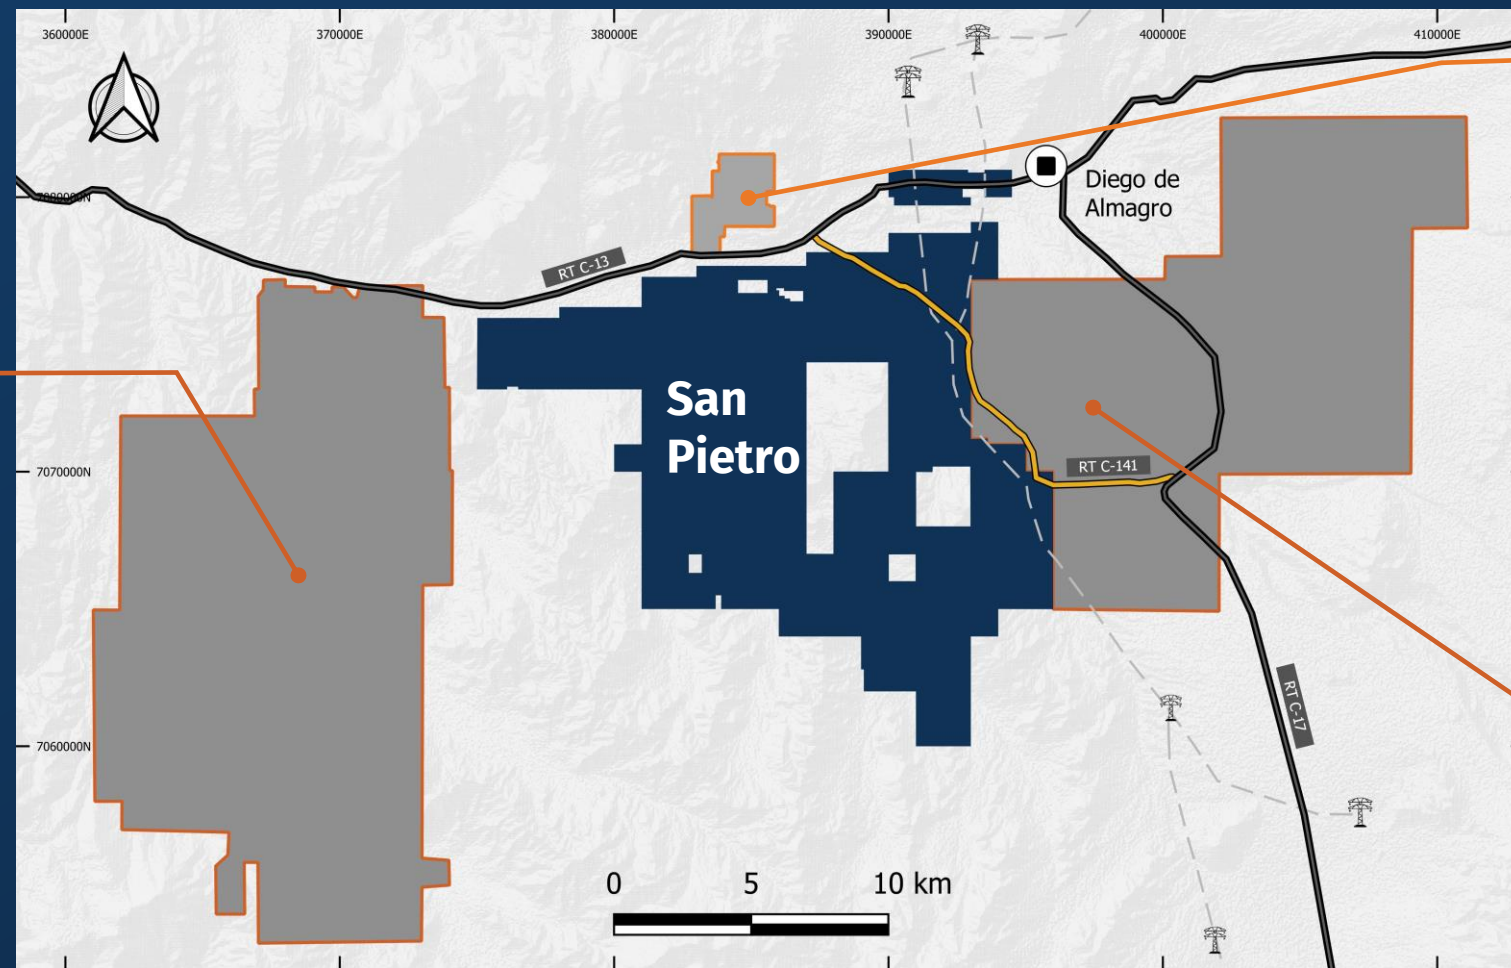 360000E
370000E
380000E
390000E
400000E
410000E
Diego de
Almagro
7080000N
RT C-13
San
Pietro
7070000N
RT C-141
RT C-17
7060000N
0 5 10 km